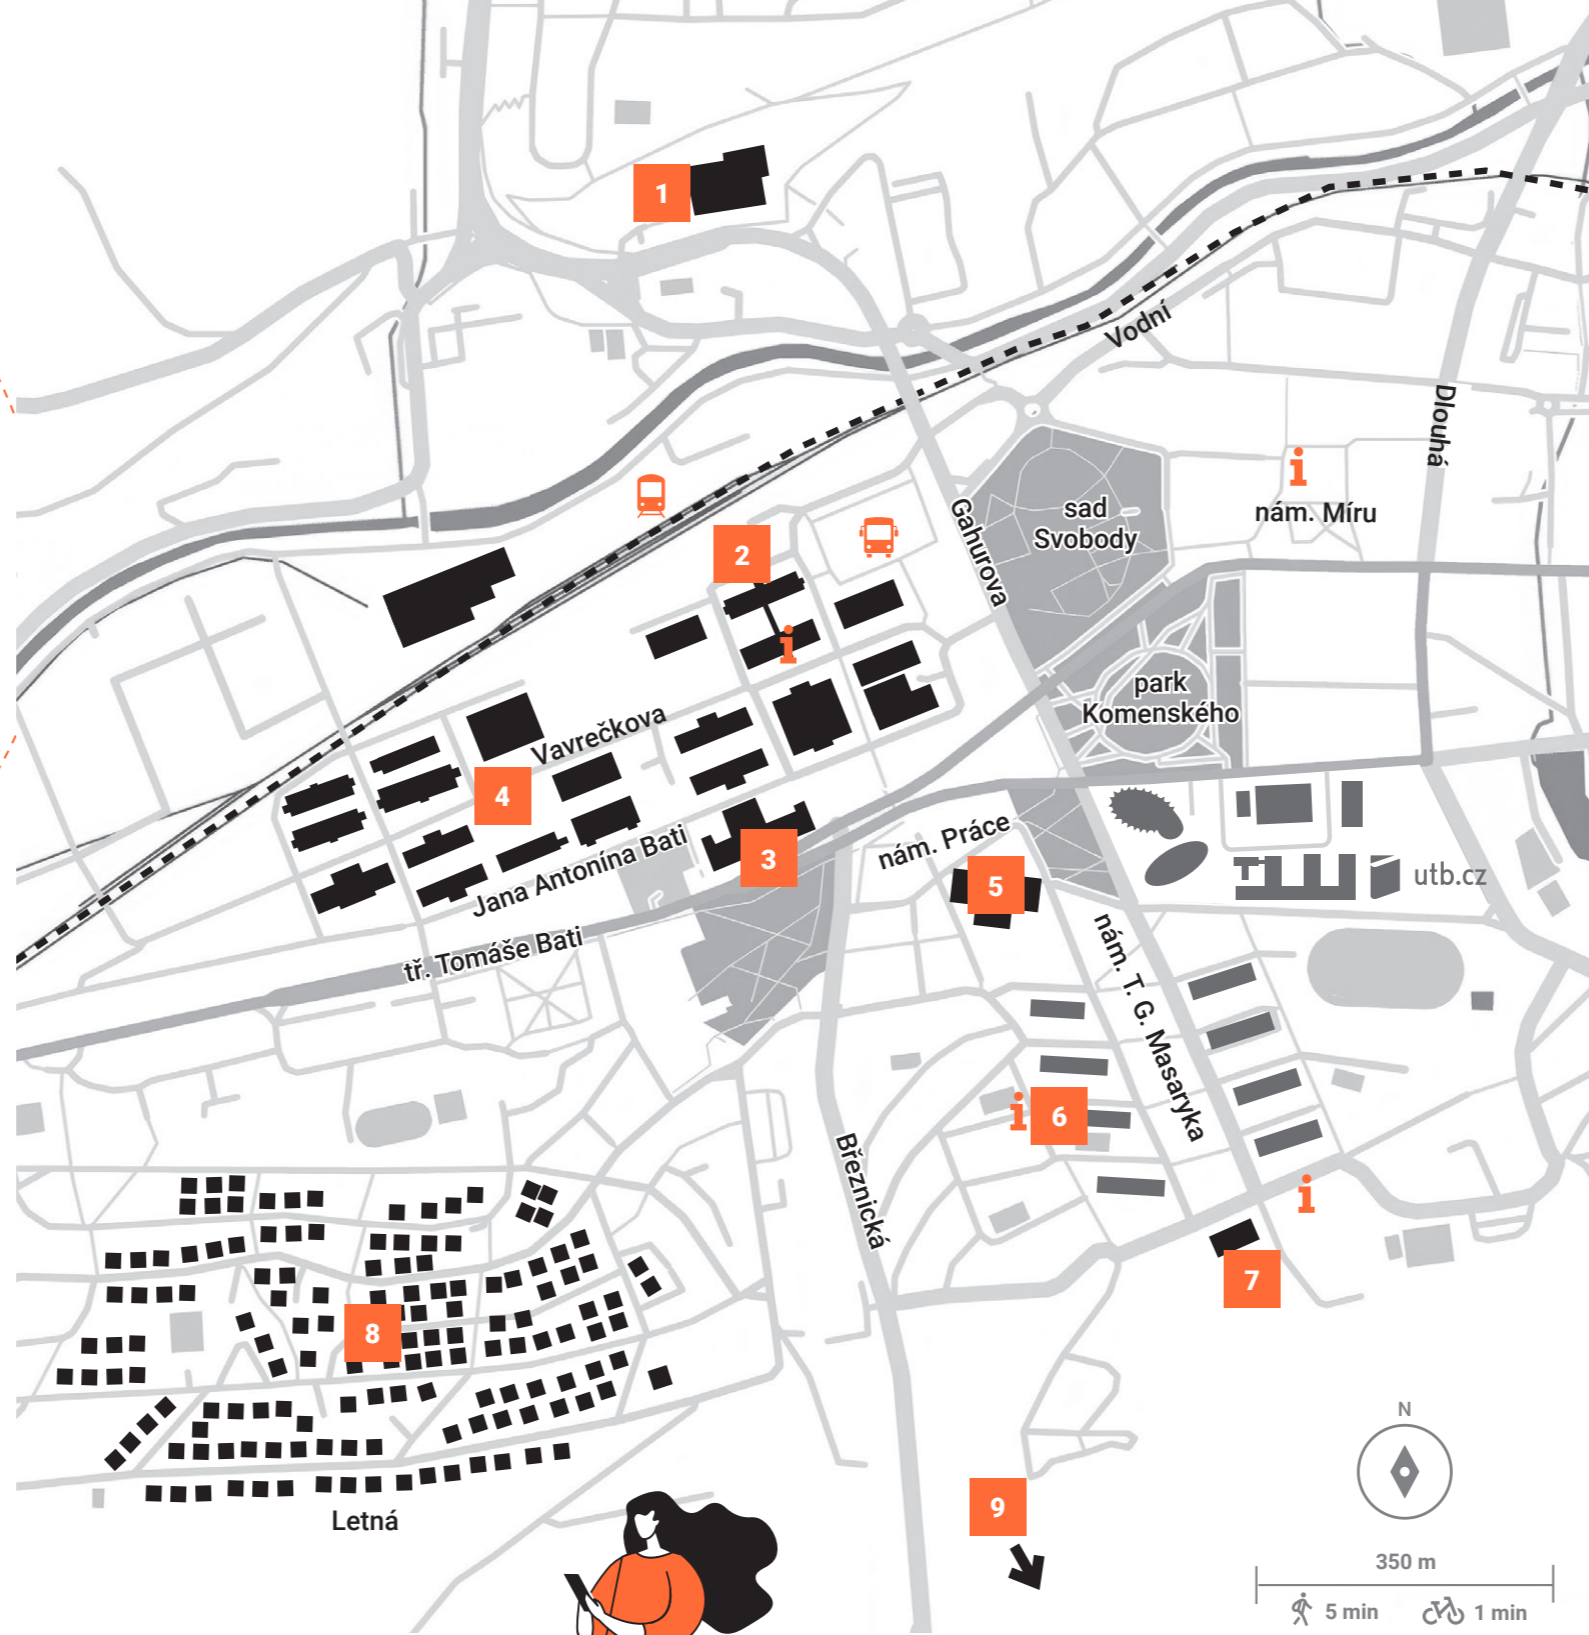 1
Vodní
Dlouhá
sad
Svobody
nám. Míru
Gahurova
2
park
Komenského
Vavrečkova
4
Jana Antonína Bati
3
nám. Práce
5
utb.cz
tř. Tomáše Bati
nám. T. G. Masaryka
6
Březnická
7
8
Letná
9
N
350 m
5 min
1 min